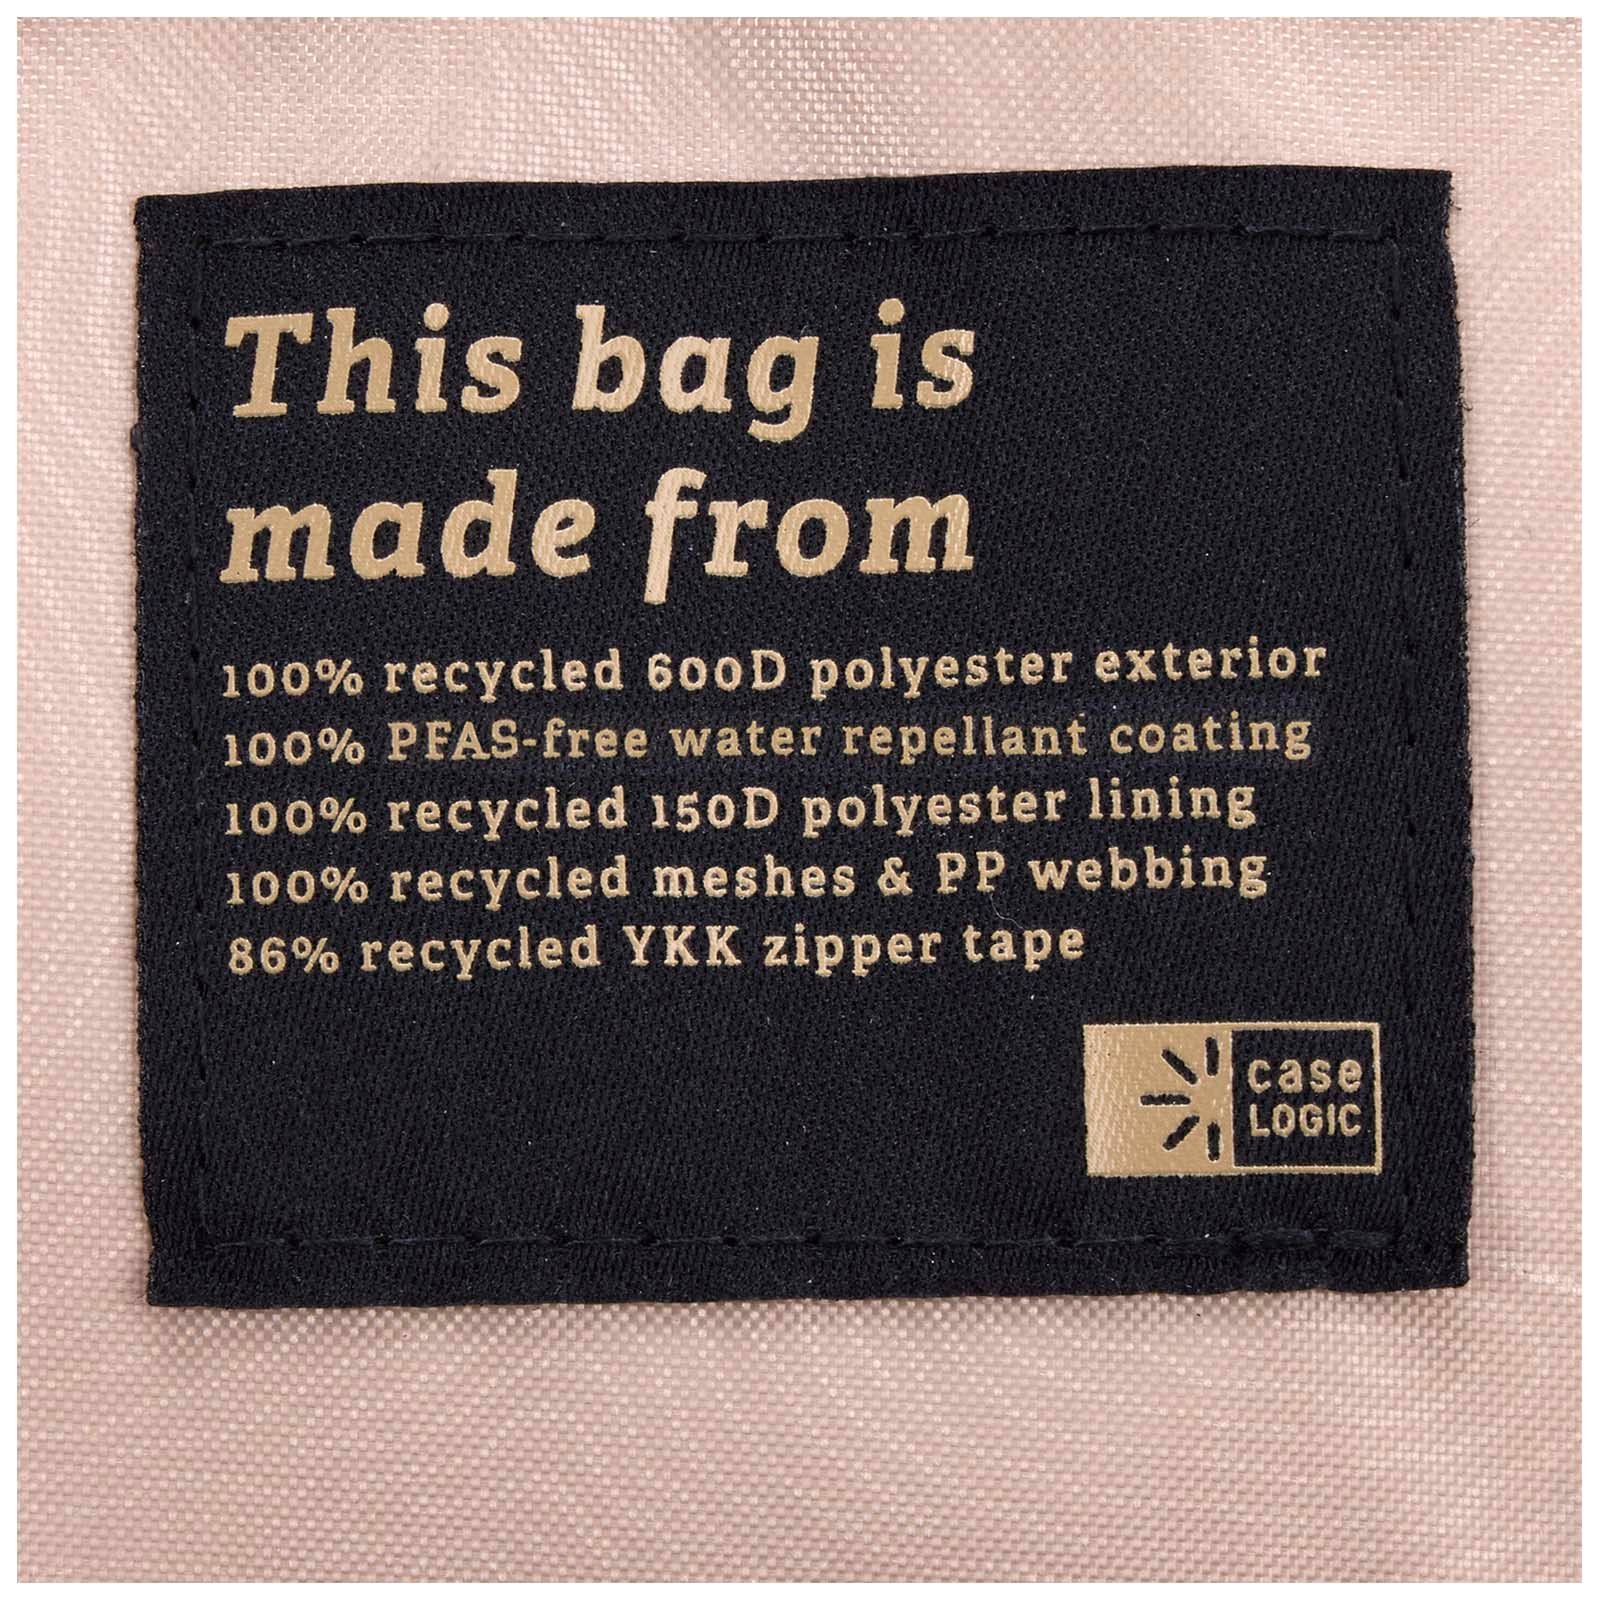 This bag is
made from
100% recycled 600D polyester exterior
100% PFAS-free water repellant coating
100% recycled 150D polyester lining
100% recycled meshes & PP webbing
86% recycled YKK zipper tape
case
LOGIC